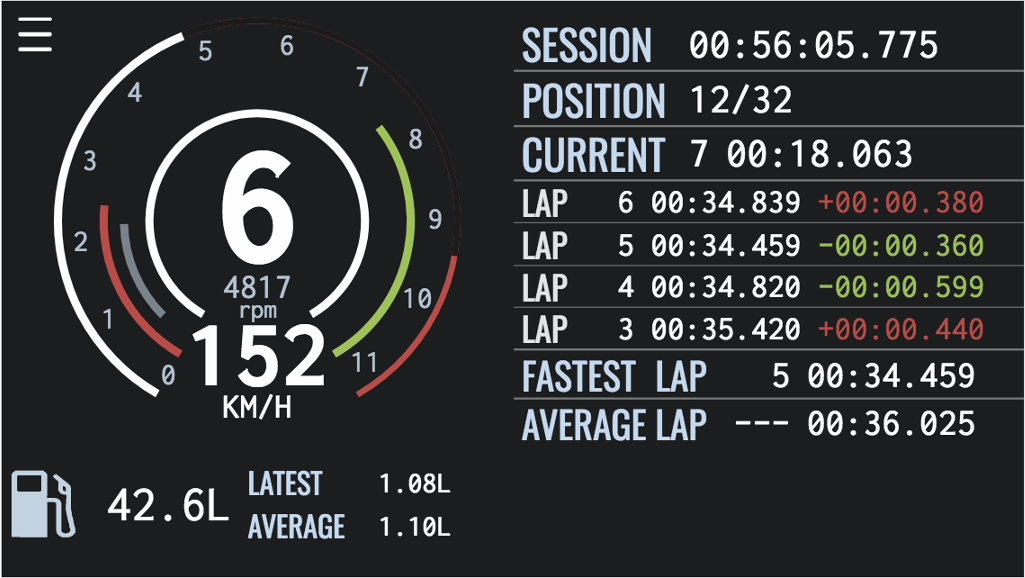 0
1
2
3
4
5
6
7
8
9
10
11
6
4817
rpm
152
KM/H
42.6L
LATEST 1.08L
AVERAGE 1.10L
SESSION 00:56:05.775
POSITION 12/32
CURRENT 7 00:18.063
LAP 6 00:34.839 +00:00.380
LAP 5 00:34.459 -00:00.360
LAP 4 00:34.820 -00:00.599
LAP 3 00:35.420 +00:00.440
FASTEST LAP 5 00:34.459
AVERAGE LAP --- 00:36.025